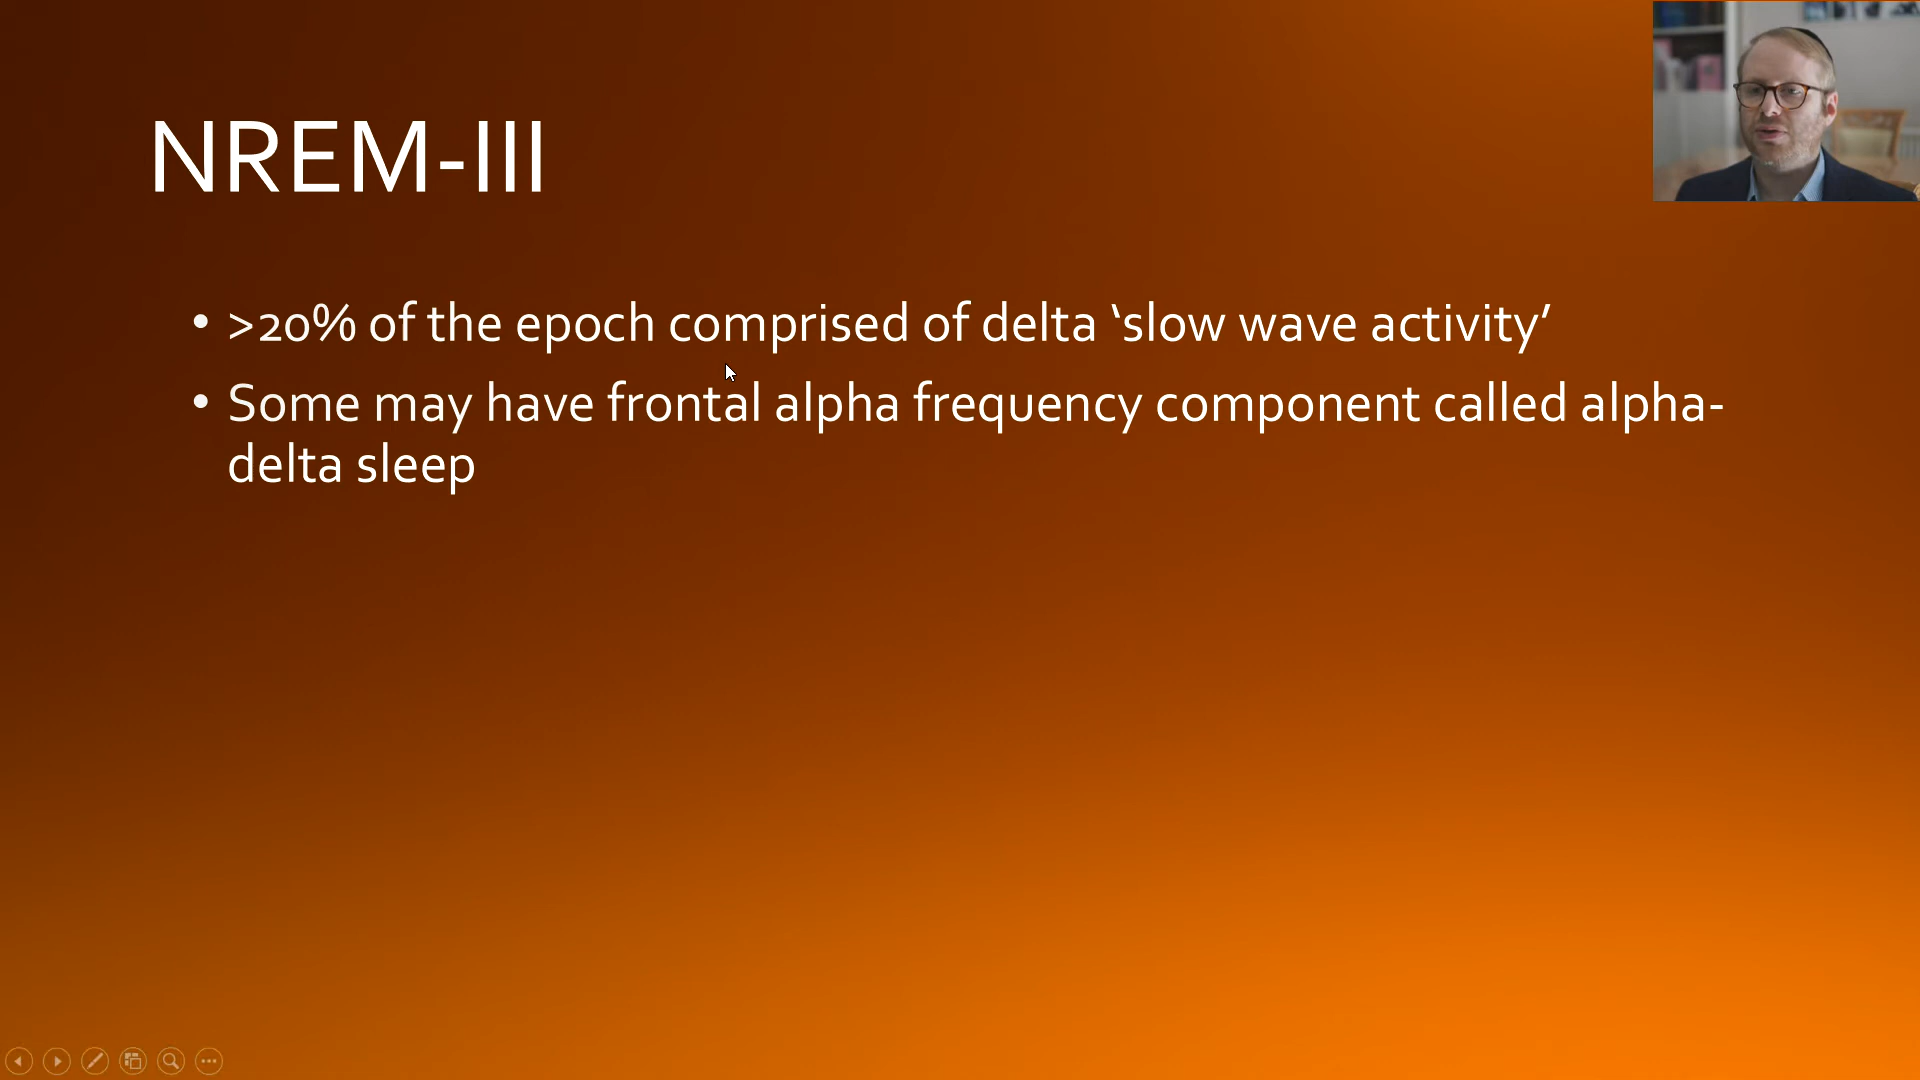 NREM-III
• >20% of the epoch comprised of delta ‘slow wave activity’
• Some may have frontal alpha frequency component called alpha-
delta sleep